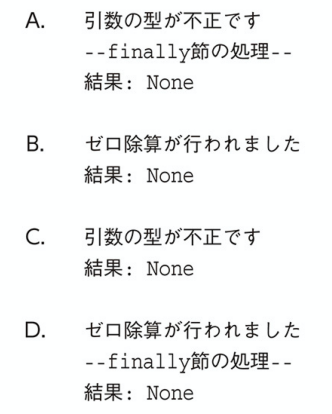 A. 引数の型が不正です
--finally節の処理--
結果: None
B. ゼロ除算が行われました
結果: None
C. 引数の型が不正です
結果: None
D. ゼロ除算が行われました
--finally節の処理--
結果: None